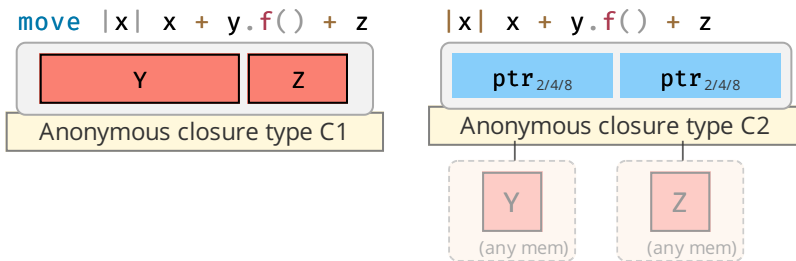 move |x| x + y.f() + z
Y Z
Anonymous closure type C1
|x| x + y.f() + z
ptr2/4/8 ptr2/4/8
Anonymous closure type C2
Y Z
(any mem) (any mem)